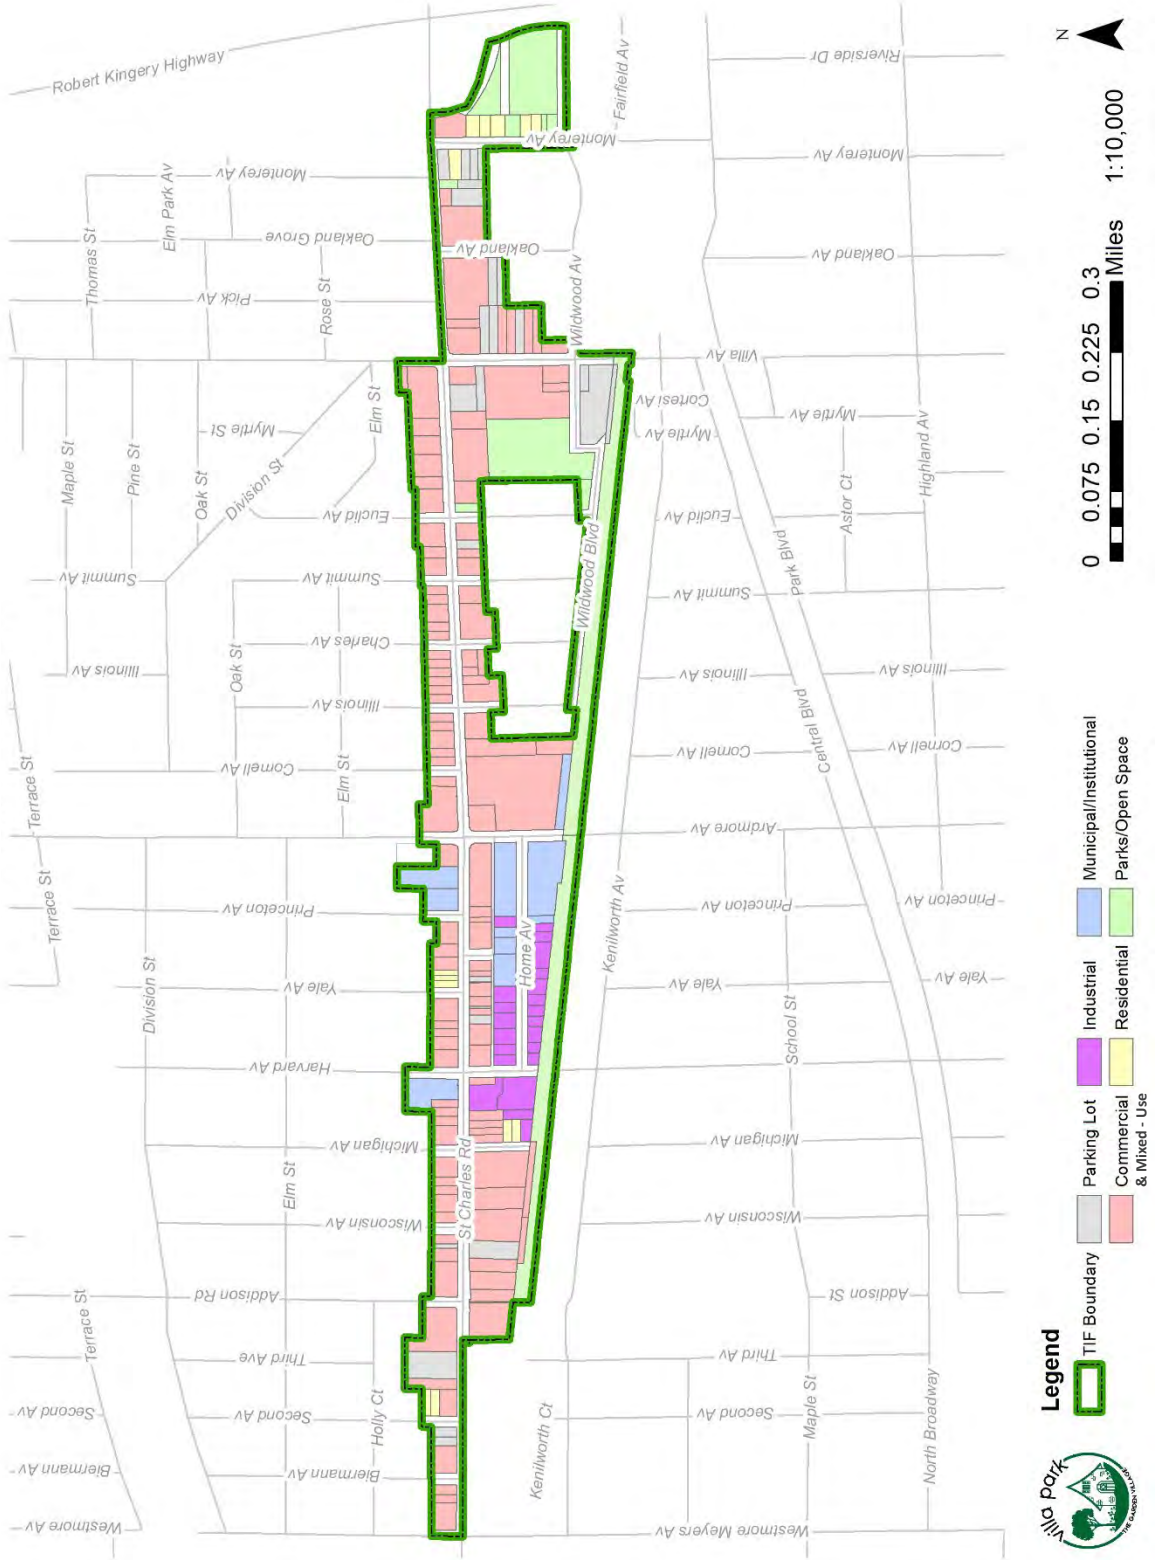 Robert Kingery Highway
Fairfield Av
Riverside Dr
N
Thomas St
Elm Park Av
Monterey Av
Monterey Av
Monterey Av
Oakland Grove
Oakland Av
Oakland Av
Pick Av
Rose St
Wildwood Av
Villa Av
1:10,000
0 0.075 0.15 0.225 0.3
Miles
Maple St
Pine St
Oak St
Myrtle St
Division St
Elm St
Cortesi Av
Myrtle Av
Myrtle Av
Highland Av
Astor Ct
Euclid Av
Euclid Av
Summit Av
Summit Av
Summit Av
Wildwood Blvd
Park Blvd
Charles Av
Oak St
Illinois Av
Illinois Av
Illinois Av
Illinois Av
Cornell Av
Cornell Av
Cornell Av
Elm St
Central Blvd
Terrace St
Terrace St
Ardmore Av
Princeton Av
Princeton Av
Princeton Av
Home Av
Kenilworth Av
Yale Av
Yale Av
Yale Av
Division St
Harvard Av
School St
Michigan Av
Michigan Av
St Charles Rd
Elm St
Wisconsin Av
Wisconsin Av
Addison Rd
Addison St
Terrace St
Third Ave
Third Av
Second Av
Second Av
Second Av
Holly Ct
Kenilworth Ct
Maple St
North Broadway
Biermann Av
Biermann Av
Westmore Av
Westmore Meyers Av
Legend
TIF Boundary
Parking Lot
Commercial
& Mixed - Use
Industrial
Residential
Municipal/Institutional
Parks/Open Space
villa park
THE GARDEN VILLAGE